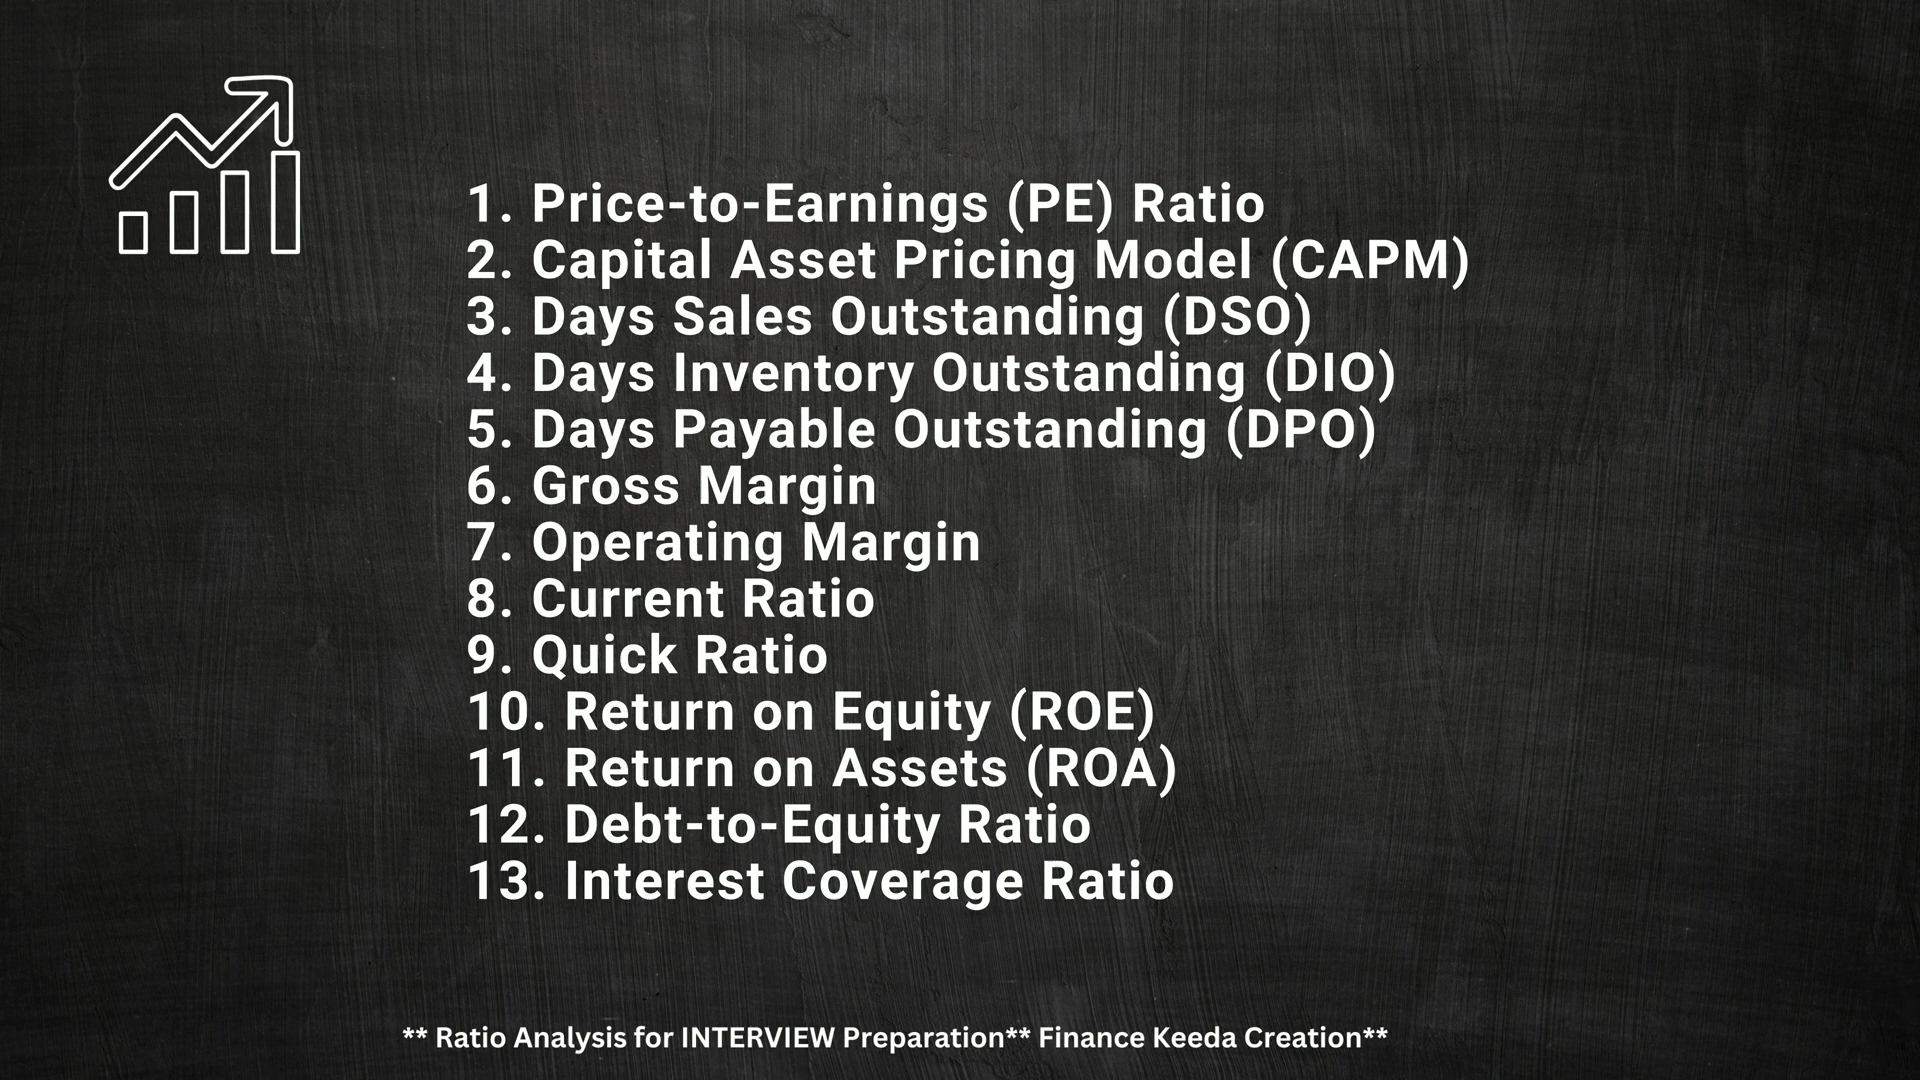 1. Price-to-Earnings (PE) Ratio
2. Capital Asset Pricing Model (CAPM)
3. Days Sales Outstanding (DSO)
4. Days Inventory Outstanding (DIO)
5. Days Payable Outstanding (DPO)
6. Gross Margin
7. Operating Margin
8. Current Ratio
9. Quick Ratio
10. Return on Equity (ROE)
11. Return on Assets (ROA)
12. Debt-to-Equity Ratio
13. Interest Coverage Ratio
** Ratio Analysis for INTERVIEW Preparation** Finance Keeda Creation**